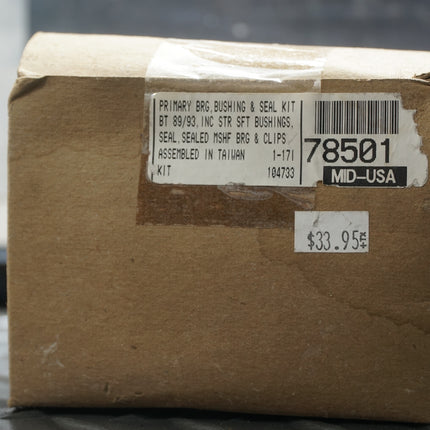 PRIMARY BRG,BUSHING & SEAL KIT
BT 89/93,INC STR SFT BUSHINGS,
SEAL,SEALED MSHF BRG & CLIPS
ASSEMBLED IN TAIWAN 1-171
KIT 104733
78501
MID-USA
$33.95